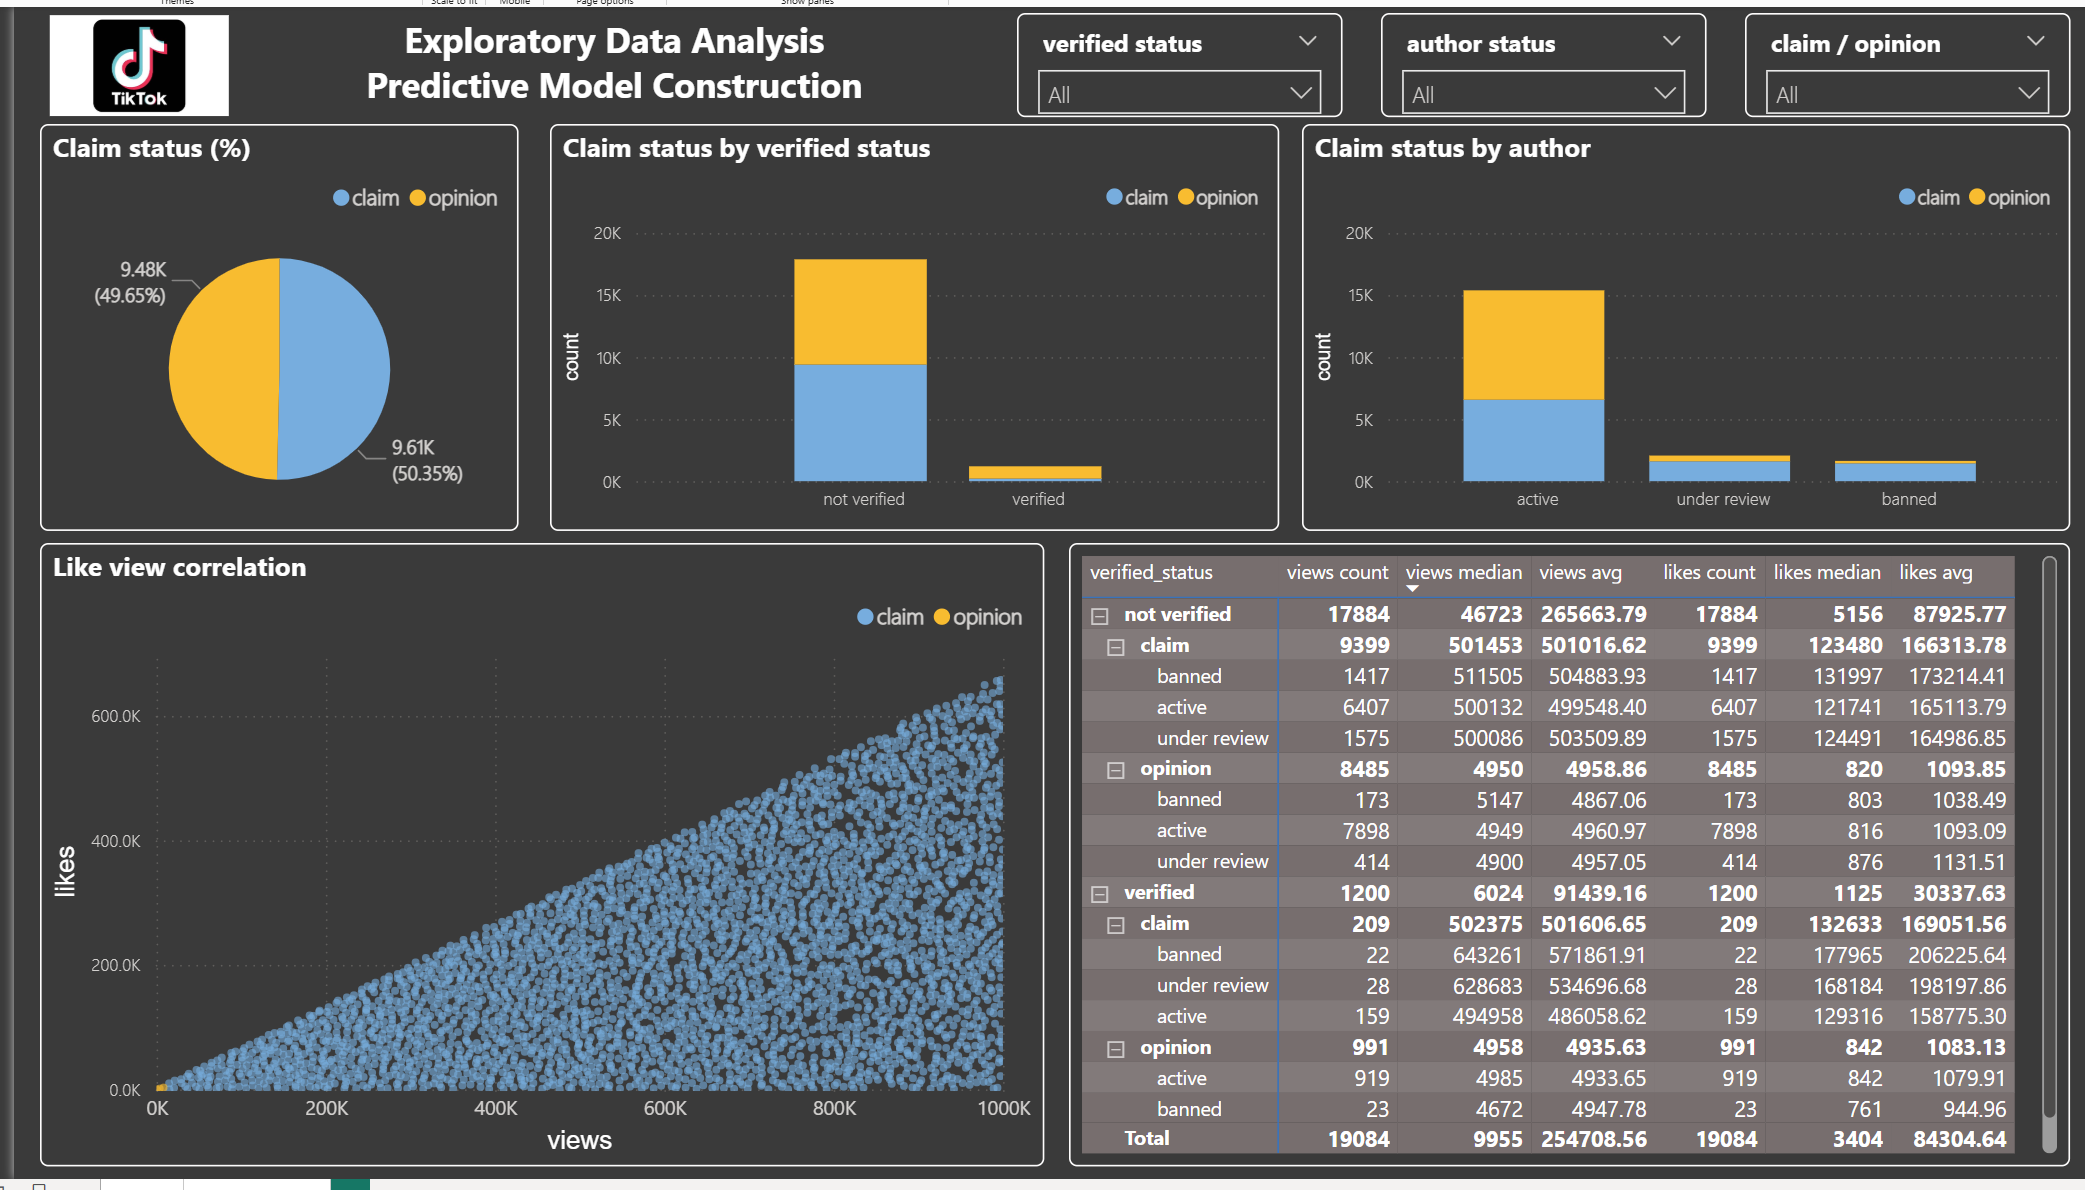 Themes
Scale to fit
Mobile
Page options
Show panes
TikTok
Exploratory Data Analysis
Predictive Model Construction
verified status
All
author status
All
claim / opinion
All
Claim status (%)
claim opinion
9.48K
(49.65%)
9.61K
(50.35%)
Claim status by verified status
claim opinion
20K
15K
10K
5K
0K
count
not verified verified
Claim status by author
claim opinion
20K
15K
10K
5K
0K
count
active under review banned
Like view correlation
claim opinion
600.0K
400.0K
200.0K
0.0K
likes
0K 200K 400K 600K 800K 1000K
views
verified_status views count views median views avg likes count likes median likes avg
not verified 17884 46723 265663.79 17884 5156 87925.77
claim 9399 501453 501016.62 9399 123480 166313.78
banned 1417 511505 504883.93 1417 131997 173214.41
active 6407 500132 499548.40 6407 121741 165113.79
under review 1575 500086 503509.89 1575 124491 164986.85
opinion 8485 4950 4958.86 8485 820 1093.85
banned 173 5147 4867.06 173 803 1038.49
active 7898 4949 4960.97 7898 816 1093.09
under review 414 4900 4957.05 414 876 1131.51
verified 1200 6024 91439.16 1200 1125 30337.63
claim 209 502375 501606.65 209 132633 169051.56
banned 22 643261 571861.91 22 177965 206225.64
under review 28 628683 534696.68 28 168184 198197.86
active 159 494958 486058.62 159 129316 158775.30
opinion 991 4958 4935.63 991 842 1083.13
active 919 4985 4933.65 919 842 1079.91
banned 23 4672 4947.78 23 761 944.96
Total 19084 9955 254708.56 19084 3404 84304.64